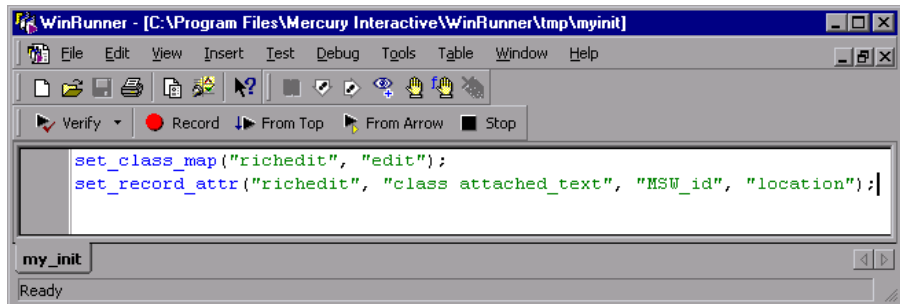 WinRunner - [C:\Program Files\Mercury Interactive\WinRunner\tmp\myinit]
File Edit View Insert Test Debug Tools Table Window Help
Verify Record From Top From Arrow Stop
set_class_map("richedit", "edit");
set_record_attr("richedit", "class attached_text", "MSW_id", "location");
my_init
Ready